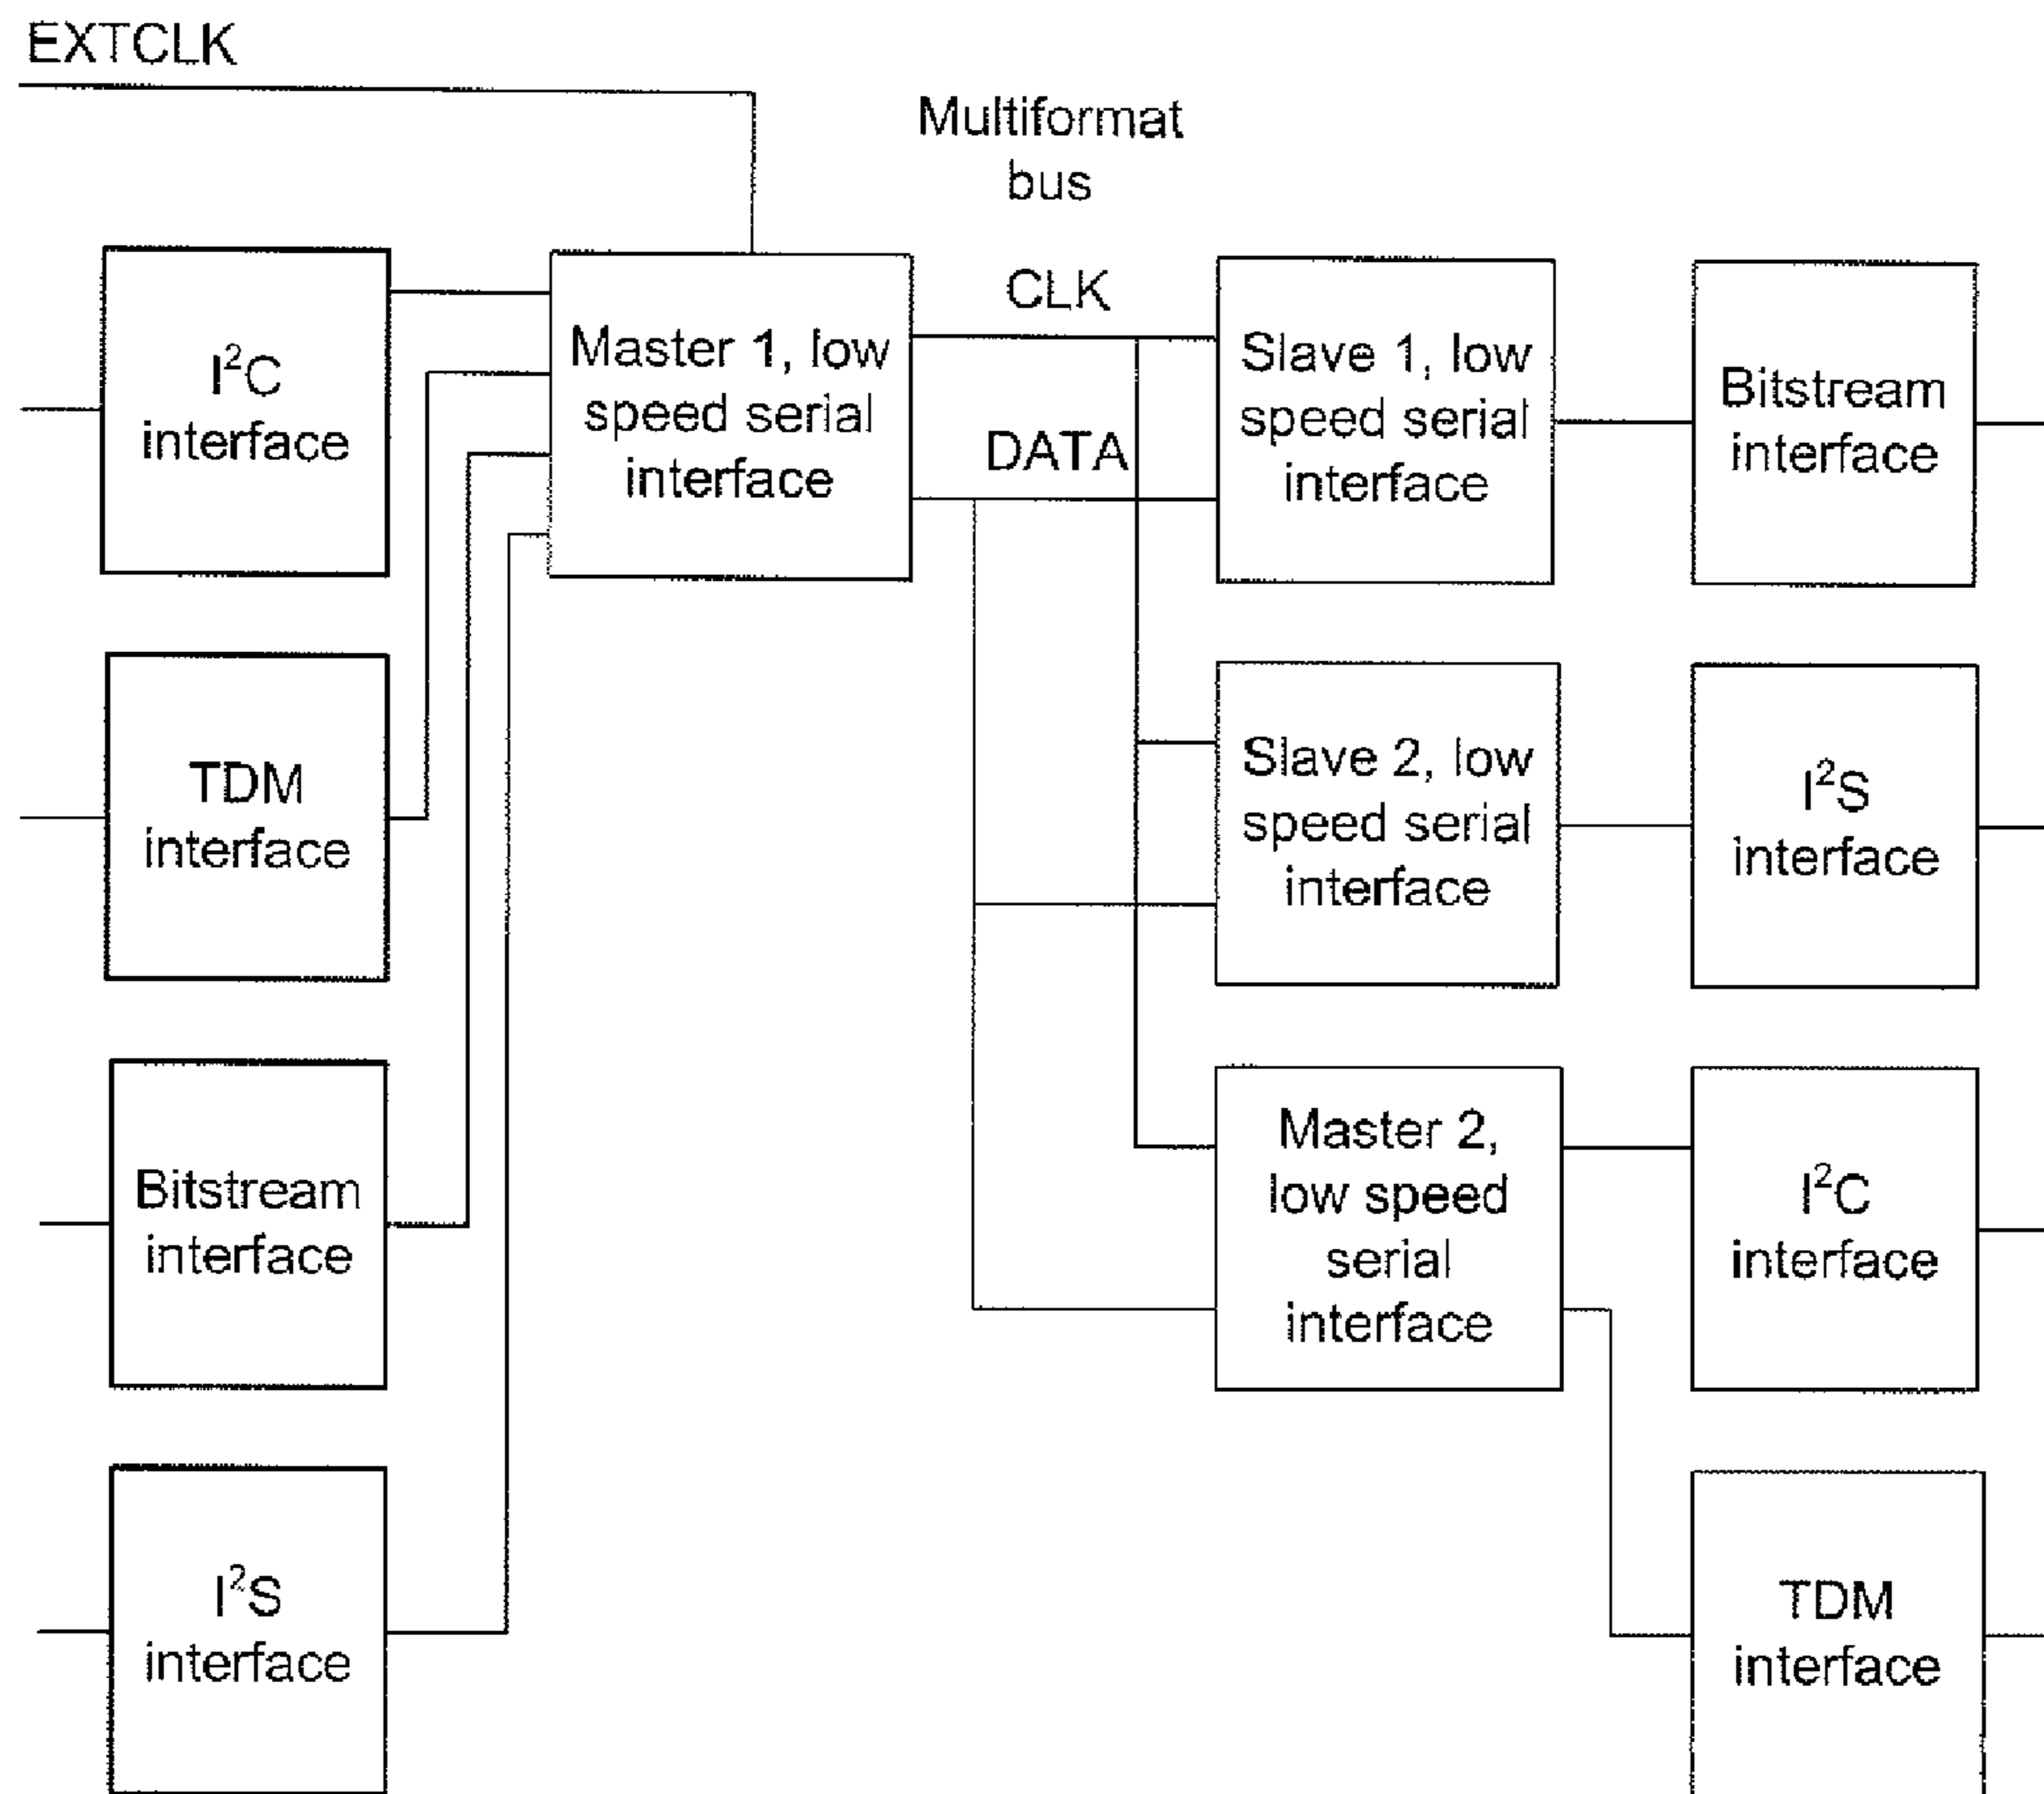 EXTCLK
Multiformat
bus
I²C
interface
Master 1, low
speed serial
interface
CLK
DATA
Slave 1, low
speed serial
interface
Bitstream
interface
TDM
interface
Slave 2, low
speed serial
interface
I²S
interface
Bitstream
interface
Master 2,
low speed
serial
interface
I²C
interface
I²S
interface
TDM
interface